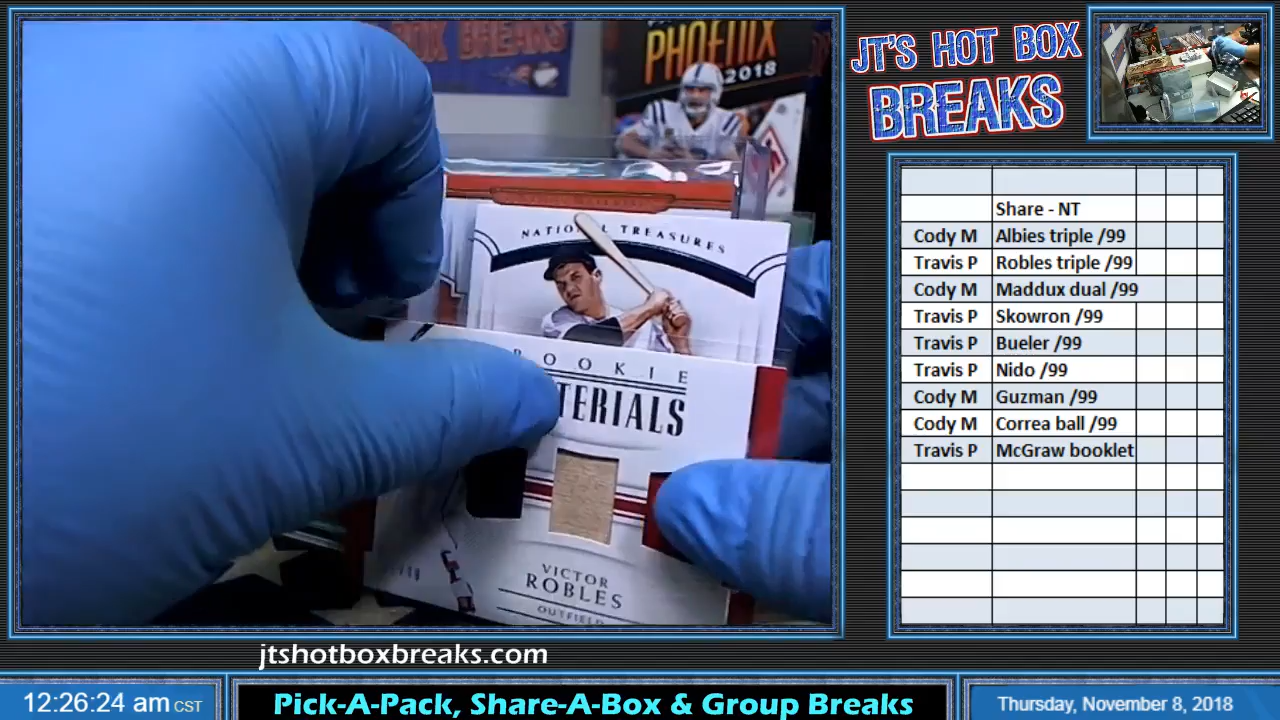 BREAKS
PHOENIX
2018
NATIONAL TREASURES
ROOKIE
TERIALS
VICTOR
ROBLES
OUTFIELD
JT'S HOT BOX
BREAKS
Share - NT
Cody M Albies triple /99
Travis P Robles triple /99
Cody M Maddux dual /99
Travis P Skowron /99
Travis P Bueler /99
Travis P Nido /99
Cody M Guzman /99
Cody M Correa ball /99
Travis P McGraw booklet
jtshotboxbreaks.com
12:26:24 am CST
Pick-A-Pack, Share-A-Box & Group Breaks
Thursday, November 8, 2018